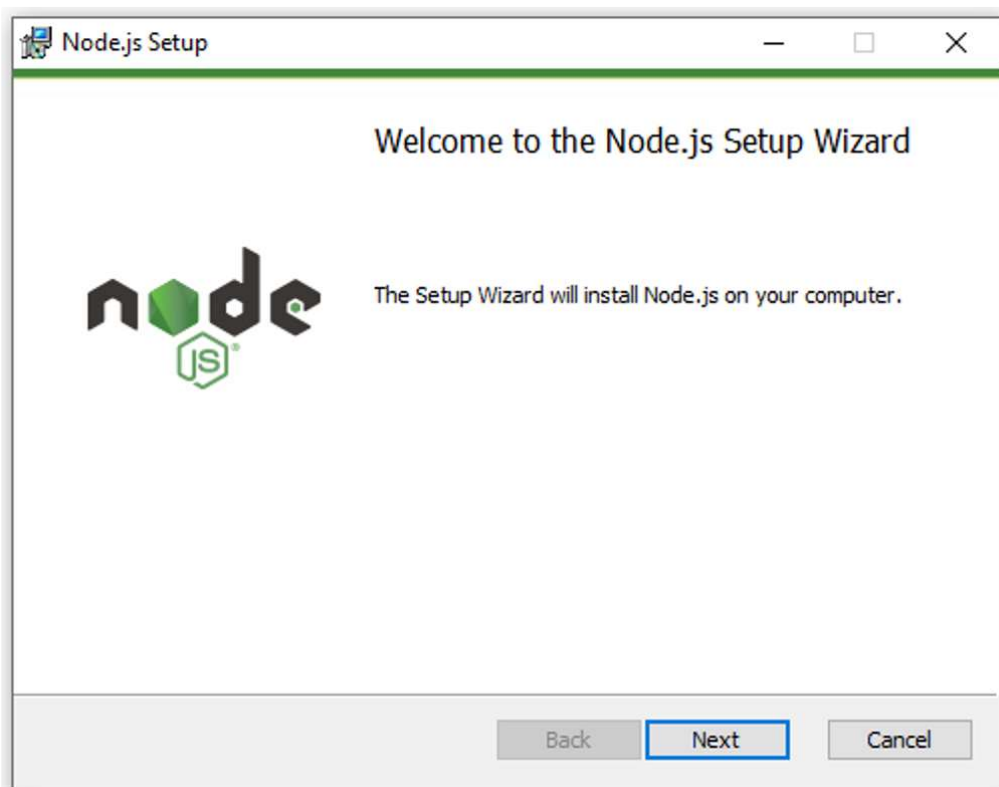 Node.js Setup
Welcome to the Node.js Setup Wizard
node
JS
The Setup Wizard will install Node.js on your computer.
Back
Next
Cancel